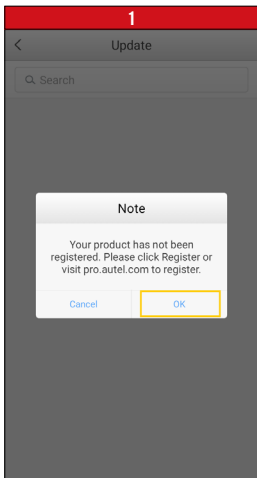 1
Update
Search
Note
Your product has not been
registered. Please click Register or
visit pro.autel.com to register.
Cancel
OK